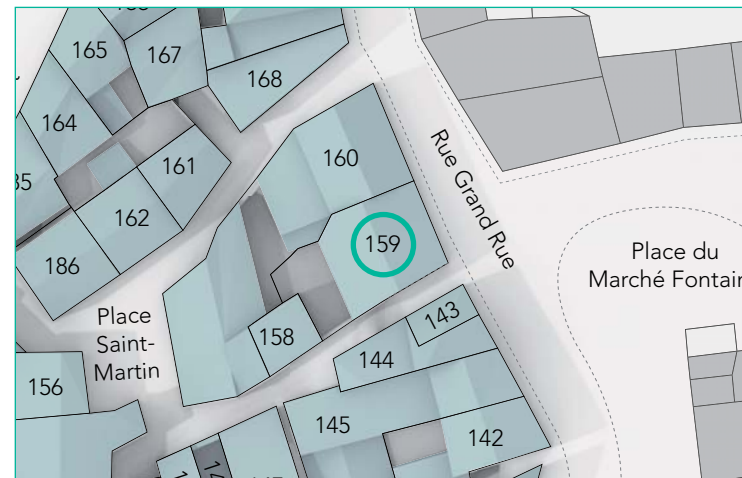 165
167
168
164
161
160
162
159
186
158
143
144
156
145
142
Rue Grand Rue
Place du
Marché Fontain
Place
Saint-
Martin